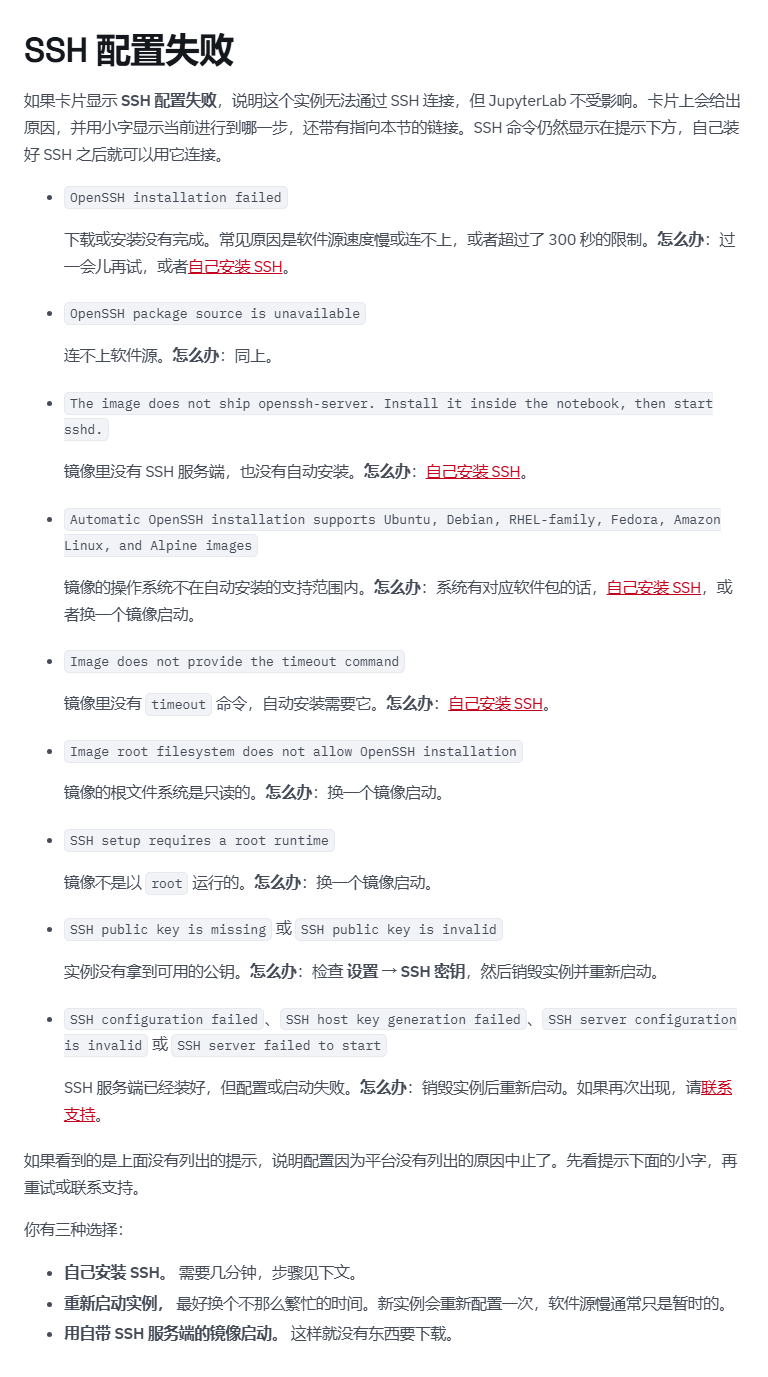 SSH 配置失败
如果卡片显示 SSH 配置失败，说明这个实例无法通过 SSH 连接，但 JupyterLab 不受影响。卡片上会给出
原因，并用小字显示当前进行到哪一步，还带有指向本节的链接。SSH 命令仍然显示在提示下方，自己装
好 SSH 之后就可以用它连接。
• OpenSSH installation failed
下载或安装没有完成。常见原因是软件源速度慢或连不上，或者超过了 300 秒的限制。怎么办：过
一会儿再试，或者自己安装 SSH。
• OpenSSH package source is unavailable
连不上软件源。怎么办：同上。
• The image does not ship openssh-server. Install it inside the notebook, then start
sshd.
镜像里没有 SSH 服务端，也没有自动安装。怎么办：自己安装 SSH。
• Automatic OpenSSH installation supports Ubuntu, Debian, RHEL-family, Fedora, Amazon
Linux, and Alpine images
镜像的操作系统不在自动安装的支持范围内。怎么办：系统有对应软件包的话，自己安装 SSH，或
者换一个镜像启动。
• Image does not provide the timeout command
镜像里没有 timeout 命令，自动安装需要它。怎么办：自己安装 SSH。
• Image root filesystem does not allow OpenSSH installation
镜像的根文件系统是只读的。怎么办：换一个镜像启动。
• SSH setup requires a root runtime
镜像不是以 root 运行的。怎么办：换一个镜像启动。
• SSH public key is missing 或 SSH public key is invalid
实例没有拿到可用的公钥。怎么办：检查 设置 → SSH 密钥，然后销毁实例并重新启动。
• SSH configuration failed、SSH host key generation failed、SSH server configuration
is invalid 或 SSH server failed to start
SSH 服务端已经装好，但配置或启动失败。怎么办：销毁实例后重新启动。如果再次出现，请联系
支持。
如果看到的是上面没有列出的提示，说明配置因为平台没有列出的原因中止了。先看提示下面的小字，再
重试或联系支持。
你有三种选择：
• 自己安装 SSH。 需要几分钟，步骤见下文。
• 重新启动实例， 最好换个不那么繁忙的时间。新实例会重新配置一次，软件源慢通常只是暂时的。
• 用自带 SSH 服务端的镜像启动。 这样就没有东西要下载。